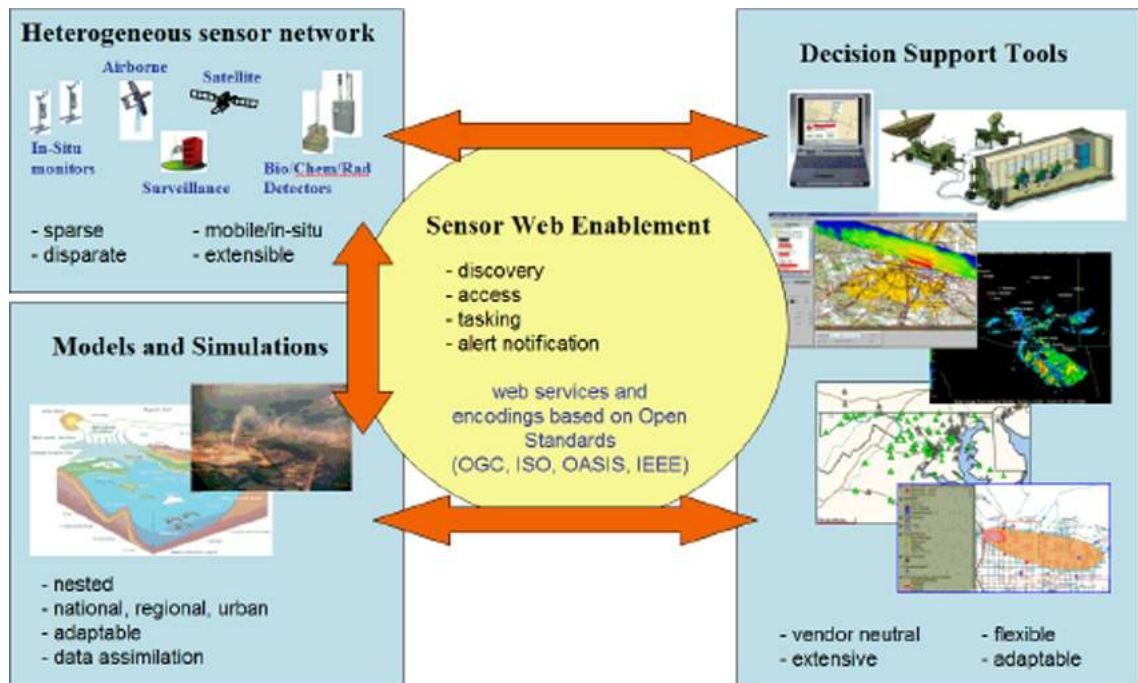 Heterogeneous sensor network
Airborne
Satellite
In-Situ
monitors
Surveillance
Bio/Chem/Rad
Detectors
- sparse
- disparate
- mobile/in-situ
- extensible
Models and Simulations
- nested
- national, regional, urban
- adaptable
- data assimilation
Sensor Web Enablement
- discovery
- access
- tasking
- alert notification
web services and
encodings based on Open
Standards
(OGC, ISO, OASIS, IEEE)
Decision Support Tools
- vendor neutral
- extensive
- flexible
- adaptable